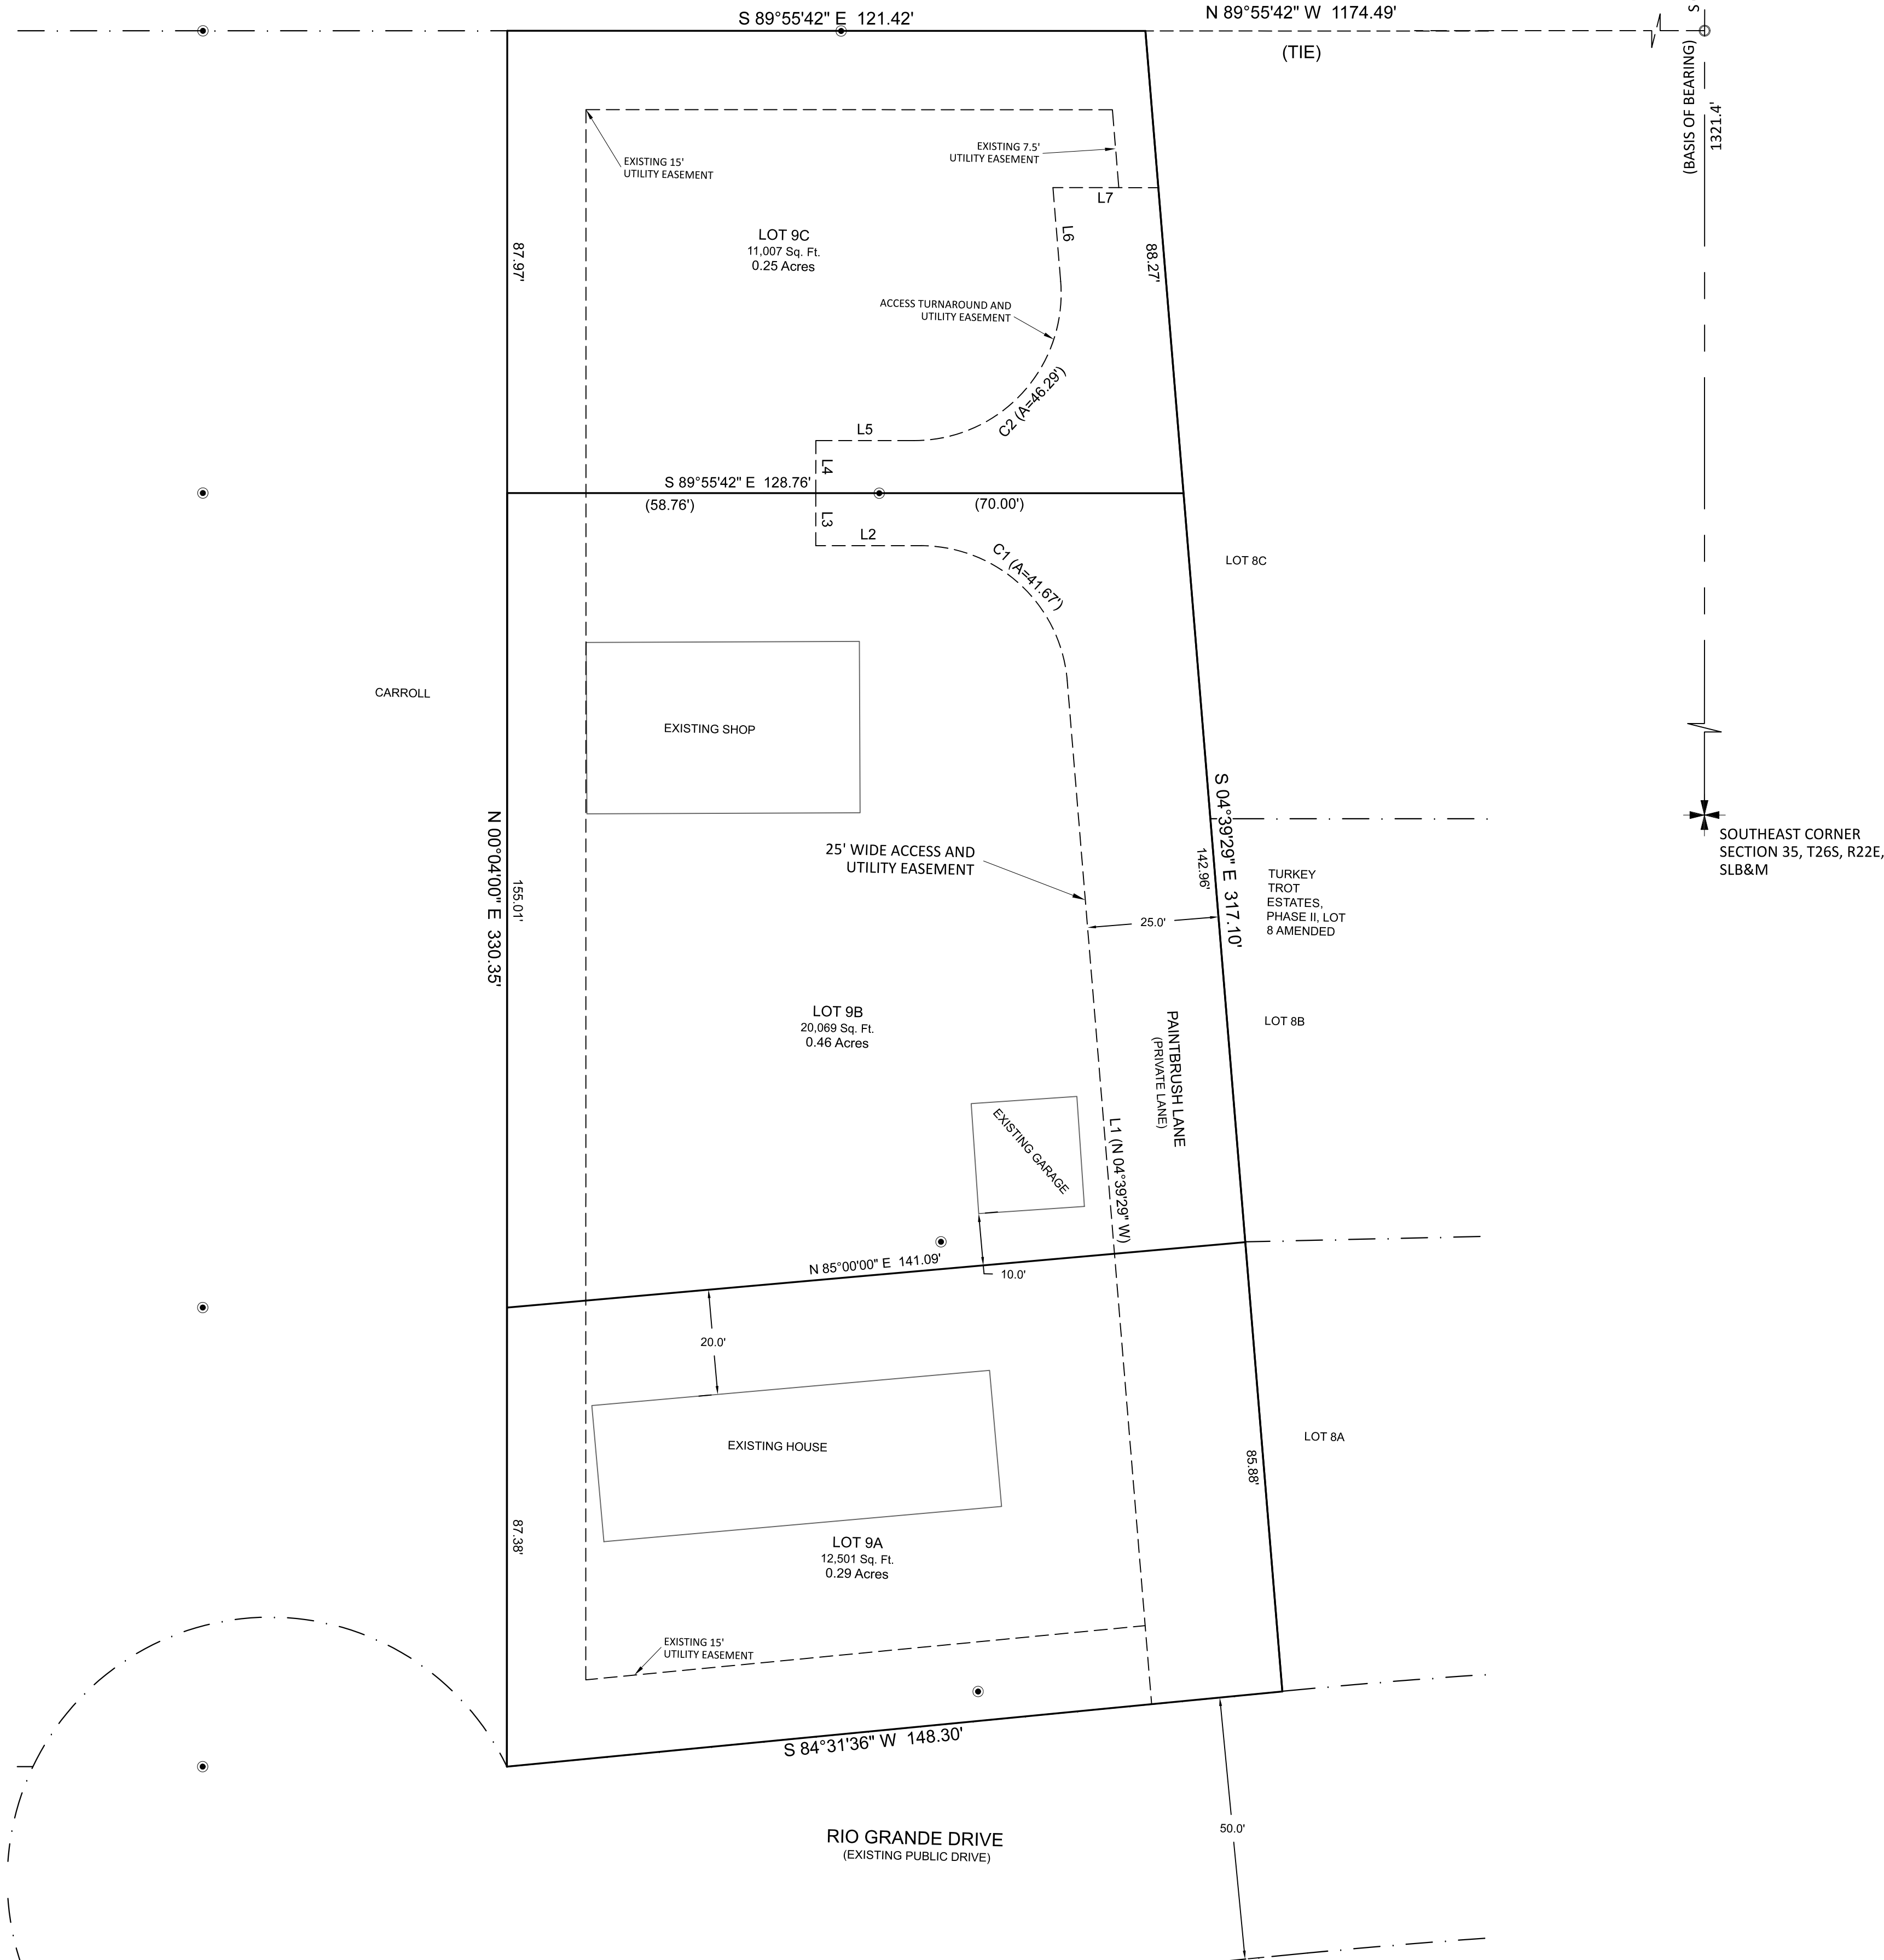 S 89°55'42" E 121.42'
N 89°55'42" W 1174.49'
(TIE)
S
(BASIS OF BEARING)
1321.4'
EXISTING 15'
UTILITY EASEMENT
EXISTING 7.5'
UTILITY EASEMENT
L7
L6
LOT 9C
11,007 Sq. Ft.
0.25 Acres
87.97'
88.27'
ACCESS TURNAROUND AND
UTILITY EASEMENT
C2 (A=46.29')
L5
L4
S 89°55'42" E 128.76'
(58.76')
(70.00')
L3
L2
C1 (A=41.67')
LOT 8C
CARROLL
EXISTING SHOP
N 00°04'00" E 330.35'
155.01'
25' WIDE ACCESS AND
UTILITY EASEMENT
S 04°39'29" E 317.10'
142.96'
25.0'
TURKEY
TROT
ESTATES,
PHASE II, LOT
8 AMENDED
SOUTHEAST CORNER
SECTION 35, T26S, R22E,
SLB&M
LOT 9B
20,069 Sq. Ft.
0.46 Acres
LOT 8B
PAINTBRUSH LANE
(PRIVATE LANE)
EXISTING GARAGE
L1 (N 04°39'29" W)
N 85°00'00" E 141.09'
10.0'
20.0'
EXISTING HOUSE
LOT 8A
85.88'
87.38'
LOT 9A
12,501 Sq. Ft.
0.29 Acres
EXISTING 15'
UTILITY EASEMENT
S 84°31'36" W 148.30'
RIO GRANDE DRIVE
(EXISTING PUBLIC DRIVE)
50.0'